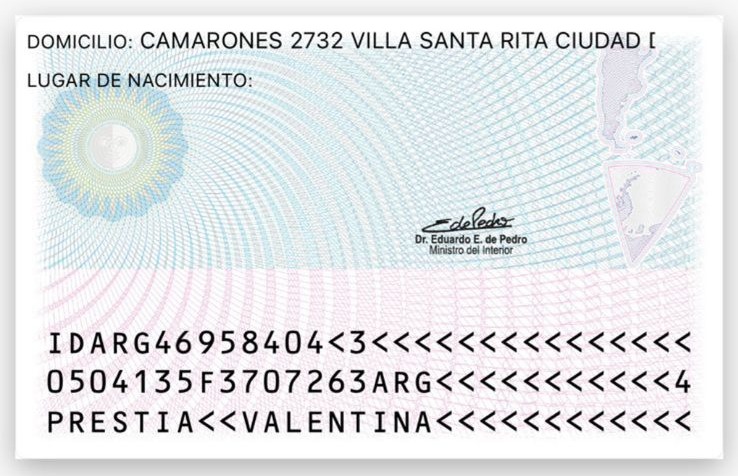 DOMICILIO: CAMARONES 2732 VILLA SANTA RITA CIUDAD D
LUGAR DE NACIMIENTO:
EdePedro
Dr. Eduardo E. de Pedro
Ministro del Interior
IDARG46958404<3<<<<<<<<<<<<<<<
0504135F3707263ARG<<<<<<<<<<<4
PRESTIA<<VALENTINA<<<<<<<<<<<<